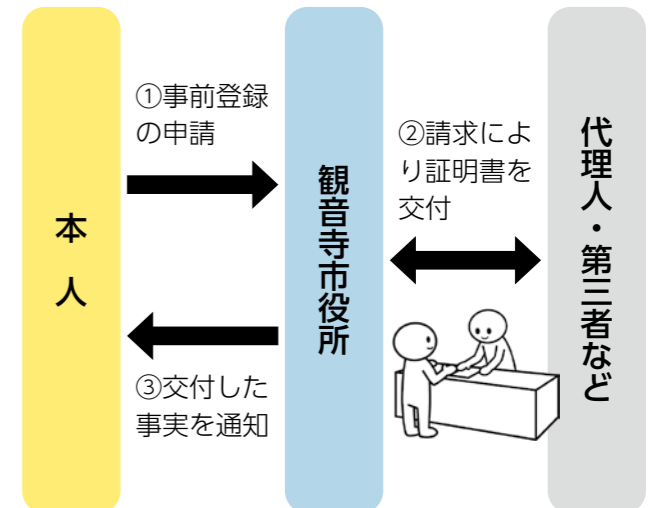 本人
①事前登録
の申請
③交付した
事実を通知
観音寺市役所
②請求によ
り証明書を
交付
代理人・第三者など